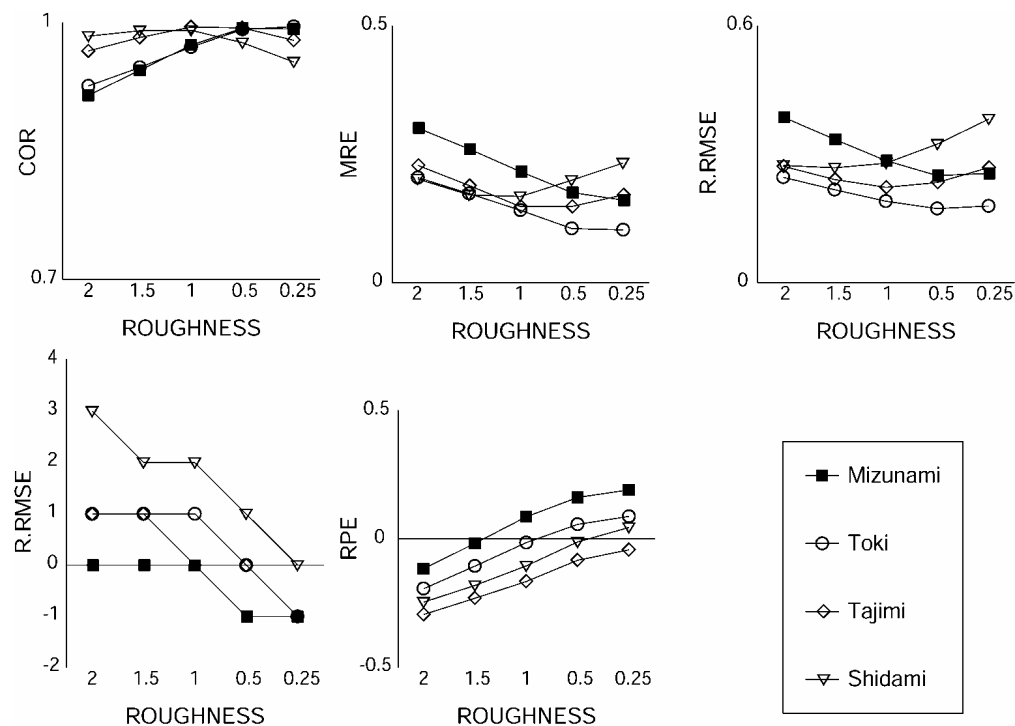 1
COR
0.7
2 1.5 1 0.5 0.25
ROUGHNESS
0.5
MRE
0
2 1.5 1 0.5 0.25
ROUGHNESS
0.6
R.RMSE
0
2 1.5 1 0.5 0.25
ROUGHNESS
4
3
2
1
0
-1
-2
R.RMSE
2 1.5 1 0.5 0.25
ROUGHNESS
0.5
RPE
0
-0.5
2 1.5 1 0.5 0.25
ROUGHNESS
Mizunami
Toki
Tajimi
Shidami